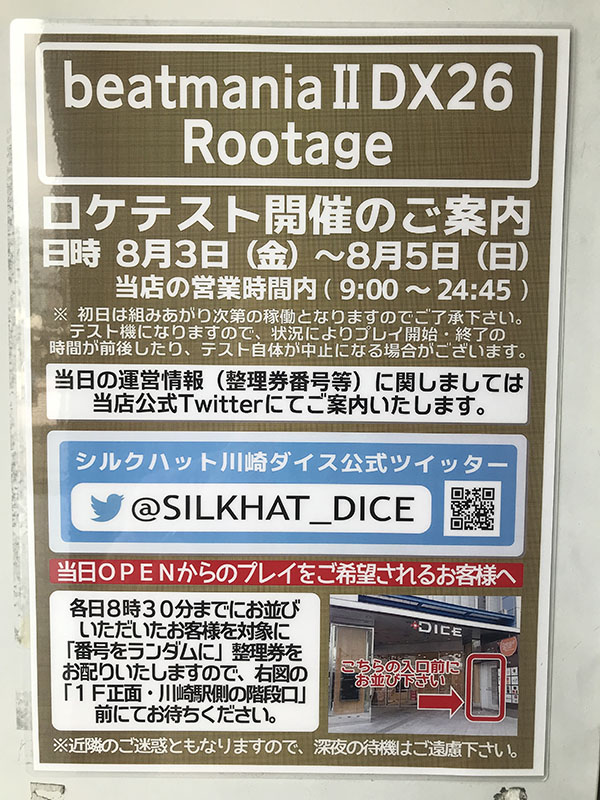 beatmania II DX26
Rootage
ロケテスト開催のご案内
日時 8月3日（金）～8月5日（日）
当店の営業時間内（9:00 ～ 24:45）
※ 初日は組みあがり次第の稼働となりますのでご了承下さい。
テスト機になりますので、状況によりプレイ開始・終了の
時間が前後したり、テスト自体が中止になる場合がございます。
当日の運営情報（整理券番号等）に関しましては
当店公式Twitterにてご案内いたします。
シルクハット川崎ダイス公式ツイッター
@SILKHAT_DICE
当日OPENからのプレイをご希望されるお客様へ
各日8時30分までにお並び
いただいたお客様を対象に
「番号をランダムに」整理券を
お配りいたしますので、右図の
「1F正面・川崎駅側の階段口」
前にてお待ちください。
DICE
こちらの入口前に
お並び下さい
※近隣のご迷惑ともなりますので、深夜の待機はご遠慮下さい。